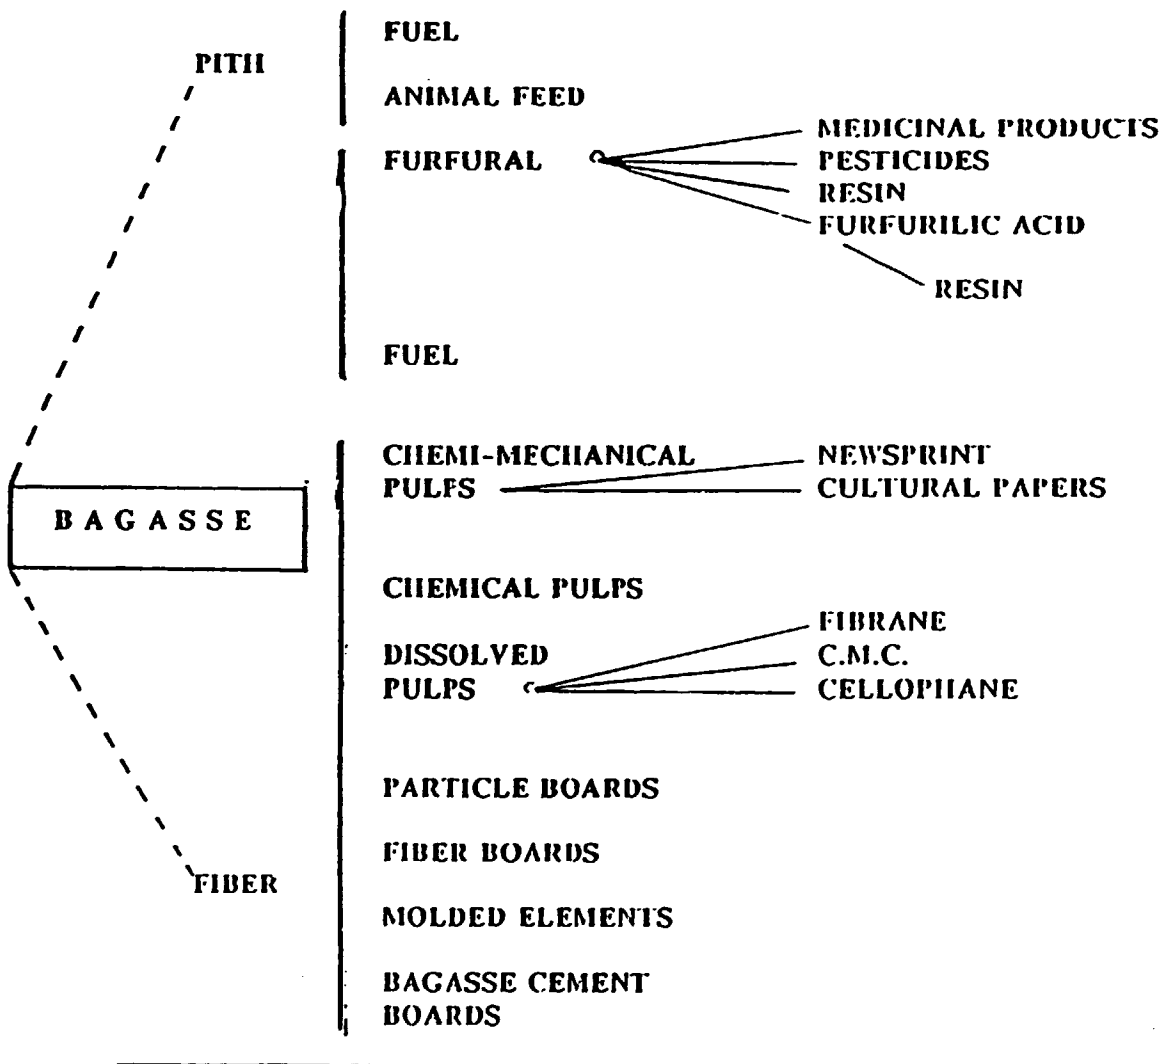 FUEL
PITH
ANIMAL FEED
MEDICINAL PRODUCTS
FURFURAL
PESTICIDES
RESIN
FURFURILIC ACID
RESIN
FUEL
CHEMI-MECHANICAL
PULPS
NEWSPRINT
CULTURAL PAPERS
BAGASSE
CHEMICAL PULPS
DISSOLVED
PULPS
FIBRANE
C.M.C.
CELLOPHANE
PARTICLE BOARDS
FIBER BOARDS
FIBER
MOLDED ELEMENTS
BAGASSE CEMENT
BOARDS